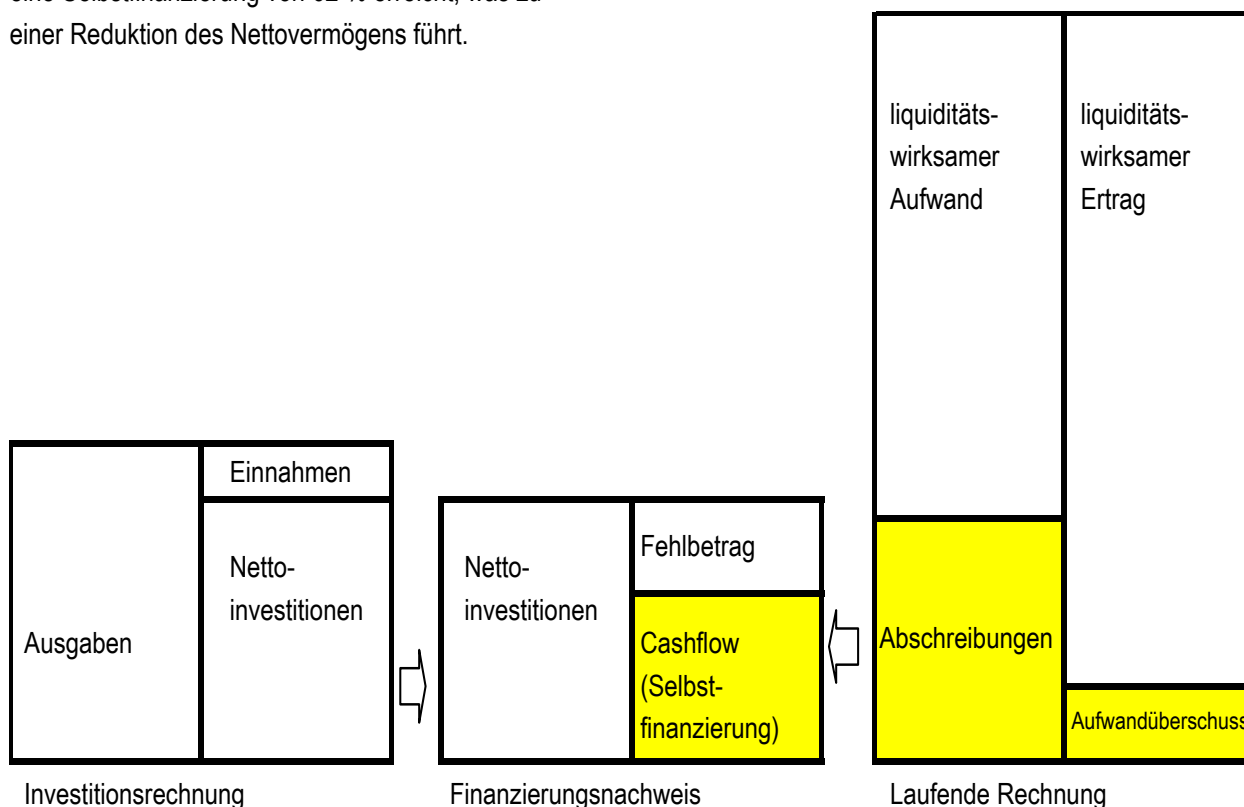 einer Reduktion des Nettovermögens führt.
liquiditäts-
wirksamer
Aufwand
liquiditäts-
wirksamer
Ertrag
Einnahmen
Netto-
investitionen
Ausgaben
Netto-
investitionen
Fehlbetrag
Cashflow
(Selbst-
finanzierung)
Abschreibungen
Aufwandüberschuss
Investitionsrechnung
Finanzierungsnachweis
Laufende Rechnung